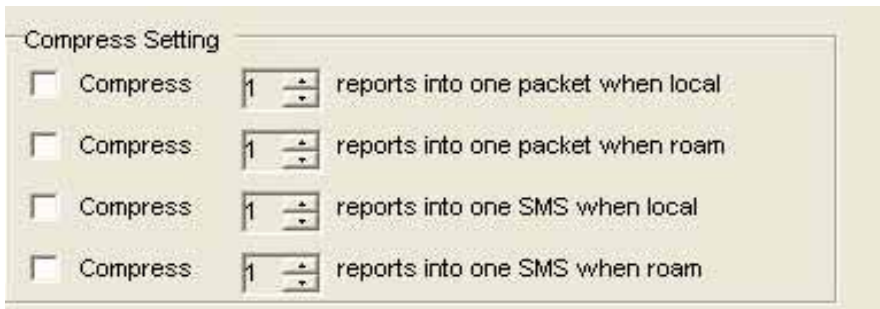 Compress Setting
Compress 1 reports into one packet when local
Compress 1 reports into one packet when roam
Compress 1 reports into one SMS when local
Compress 1 reports into one SMS when roam